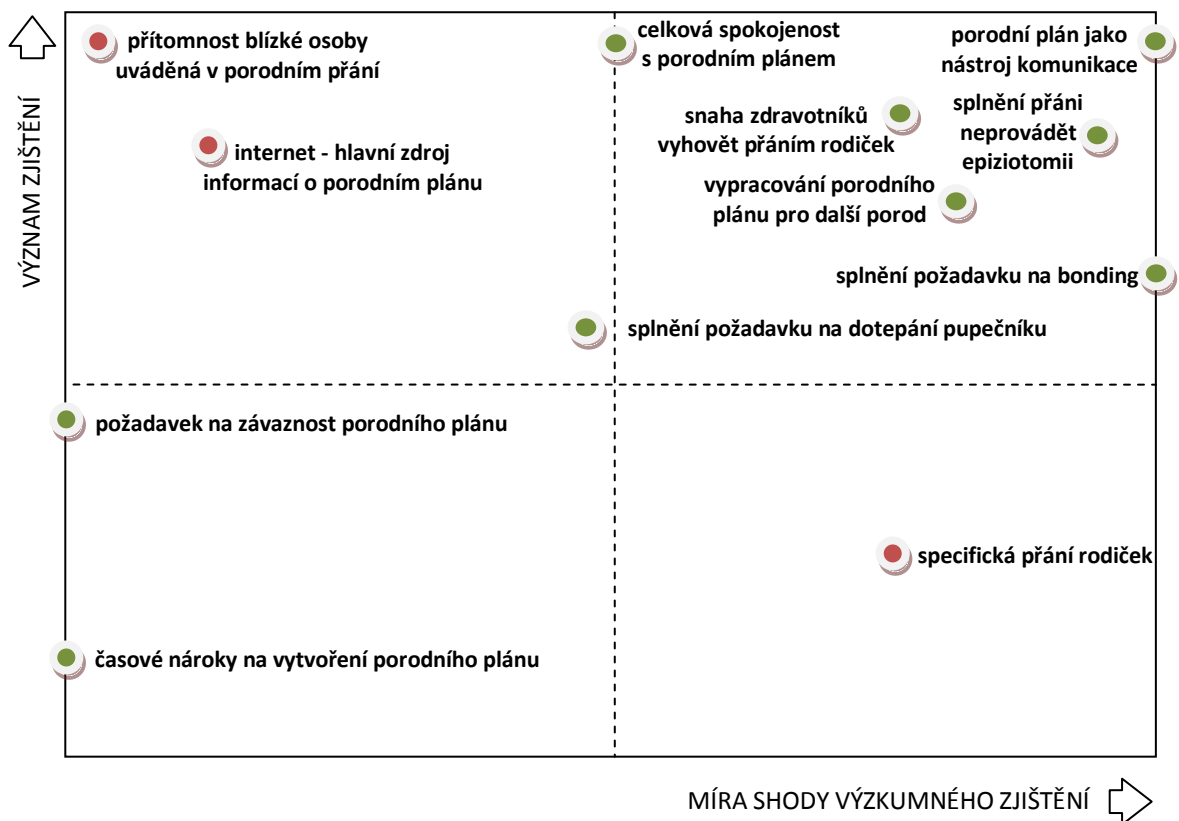 VÝZNAM ZJIŠTĚNÍ
přítomnost blízké osoby
uváděná v porodním přání
celková spokojenost
s porodním plánem
porodní plán jako
nástroj komunikace
snaha zdravotníků
vyhovět přáním rodiček
splnění přáni
neprovádět
epiziotomii
internet - hlavní zdroj
informací o porodním plánu
vypracování porodního
plánu pro další porod
splnění požadavku na bonding
splnění požadavku na dotepání pupečníku
požadavek na závaznost porodního plánu
specifická přání rodiček
časové nároky na vytvoření porodního plánu
MÍRA SHODY VÝZKUMNÉHO ZJIŠTĚNÍ